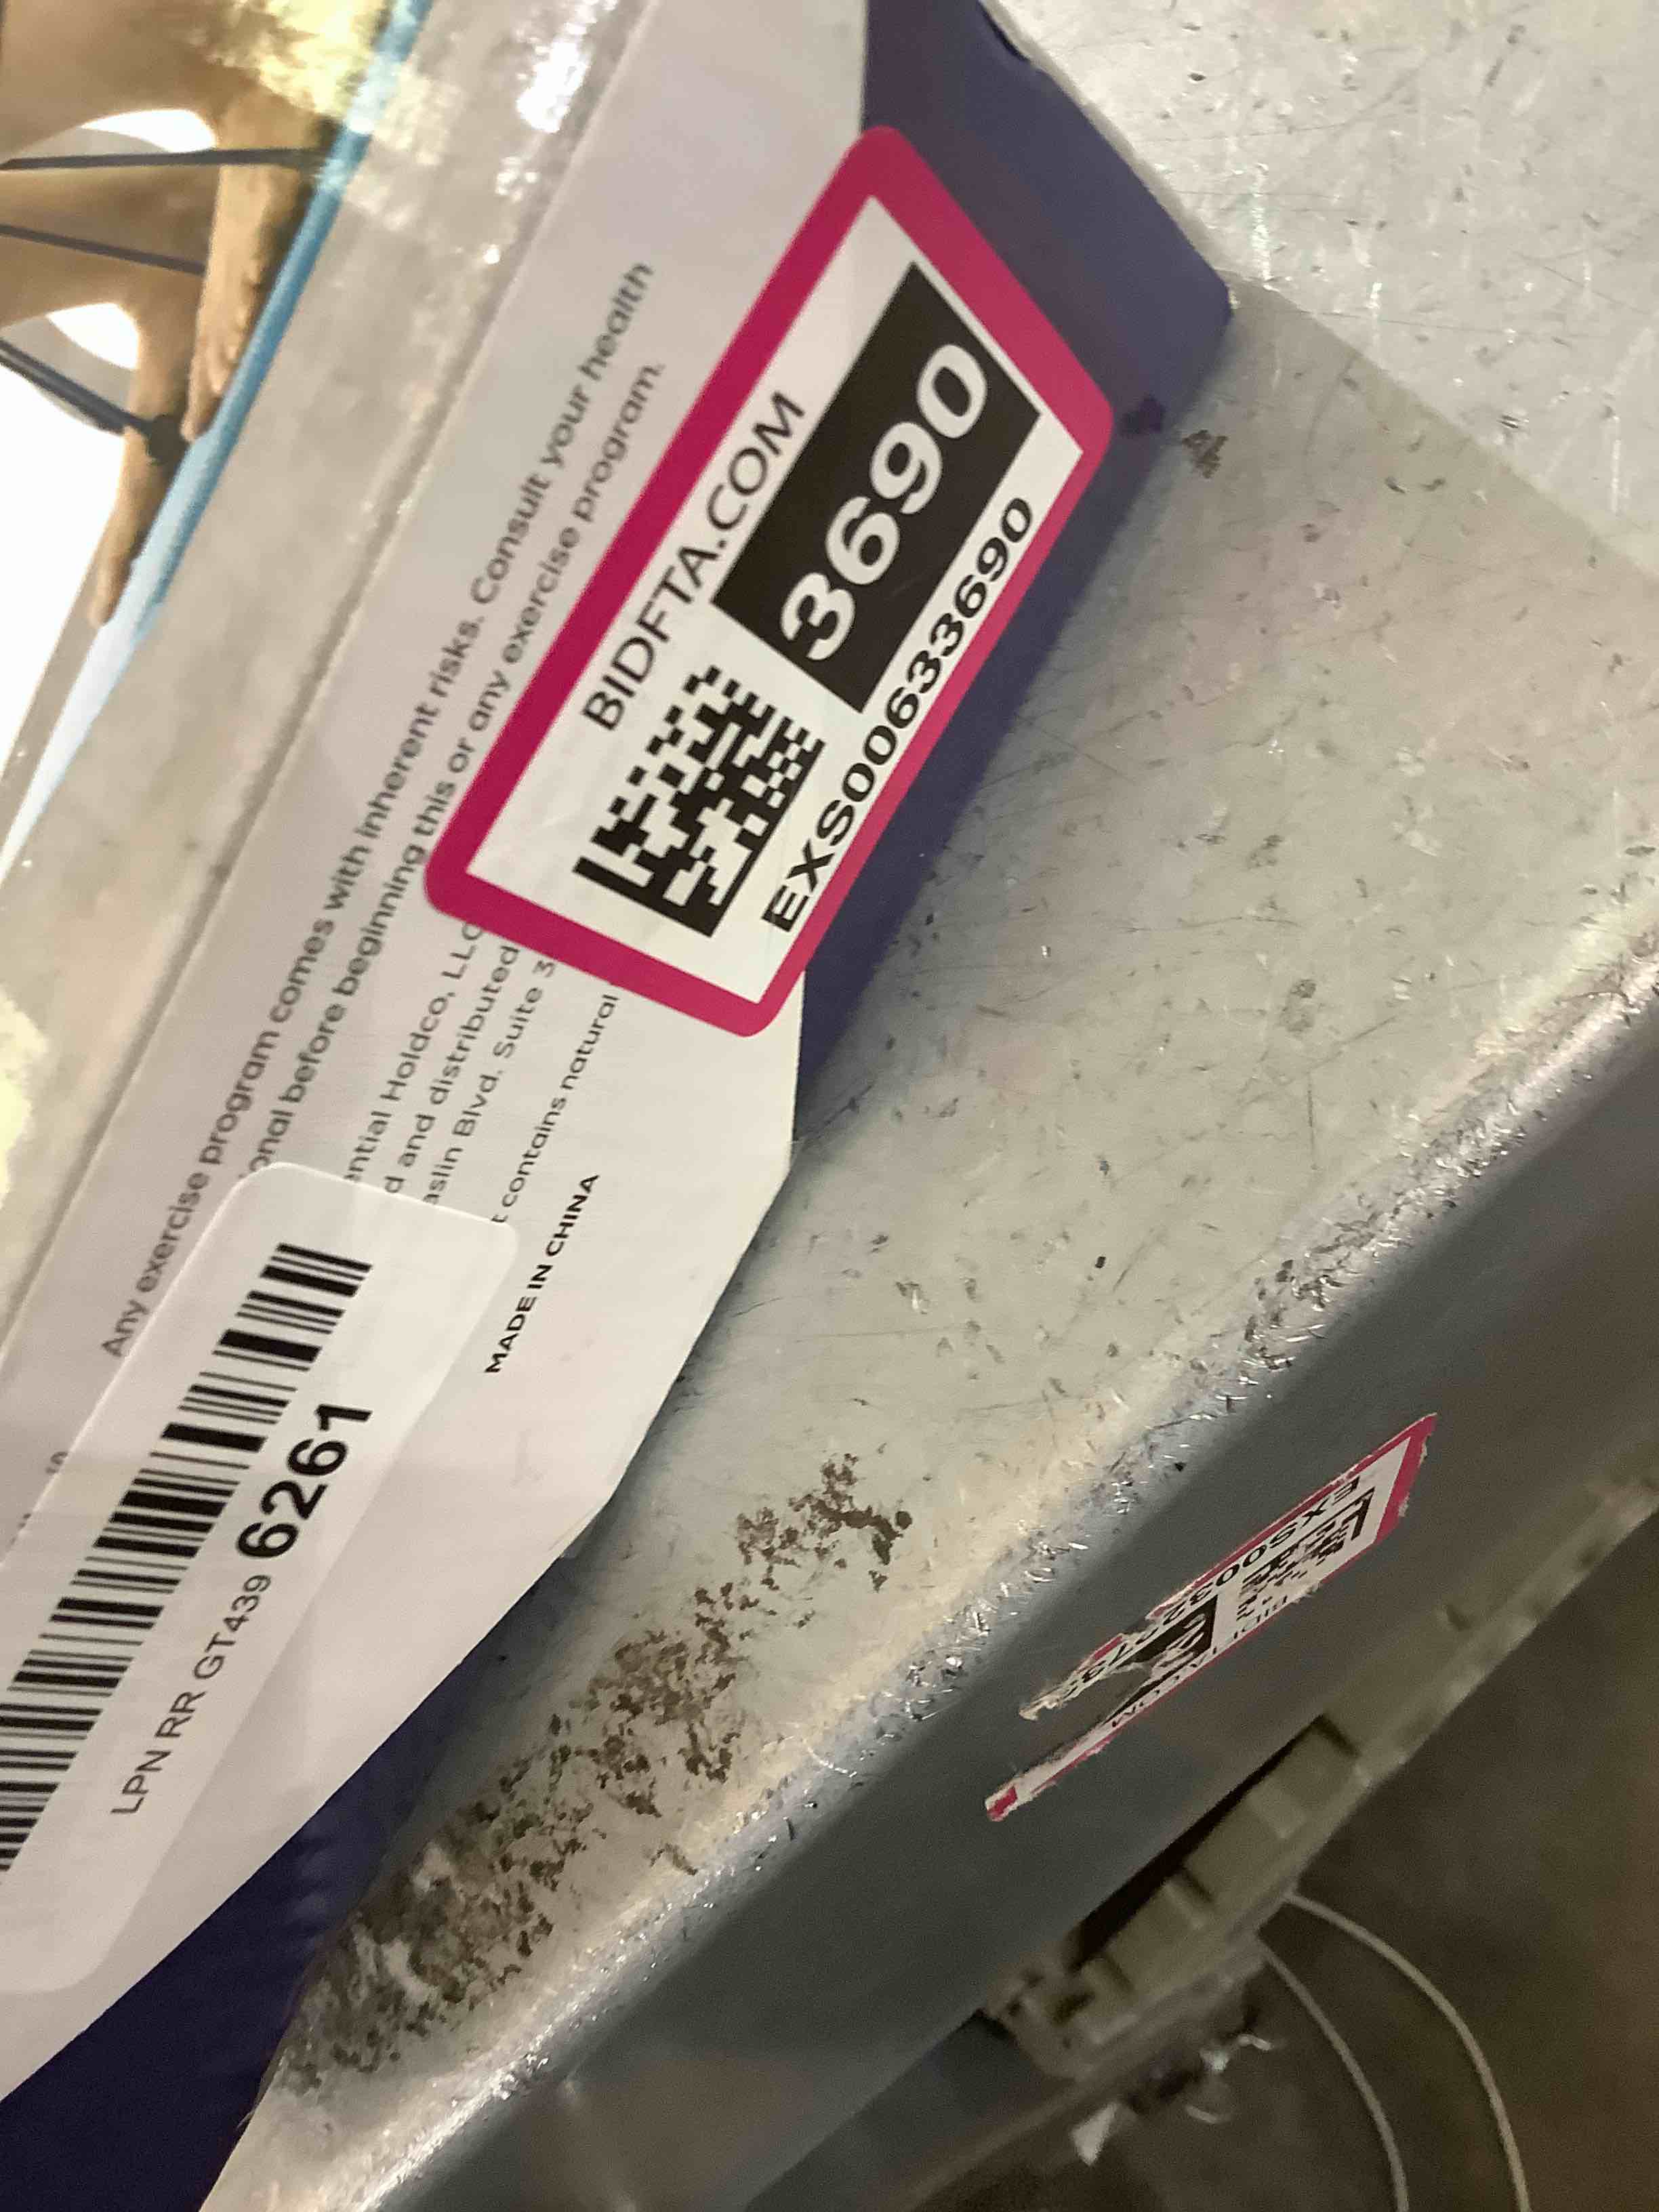 Any exercise program comes with inherent risks. Consult your health
onal before beginning this or any exercise program.
ential Holdco, LLC
d and distributed
aslin Blvd. Suite 3
t contains natural
MADE IN CHINA
BIDFTA.COM
3690
EXS00633690
LPN RR GT439 6261